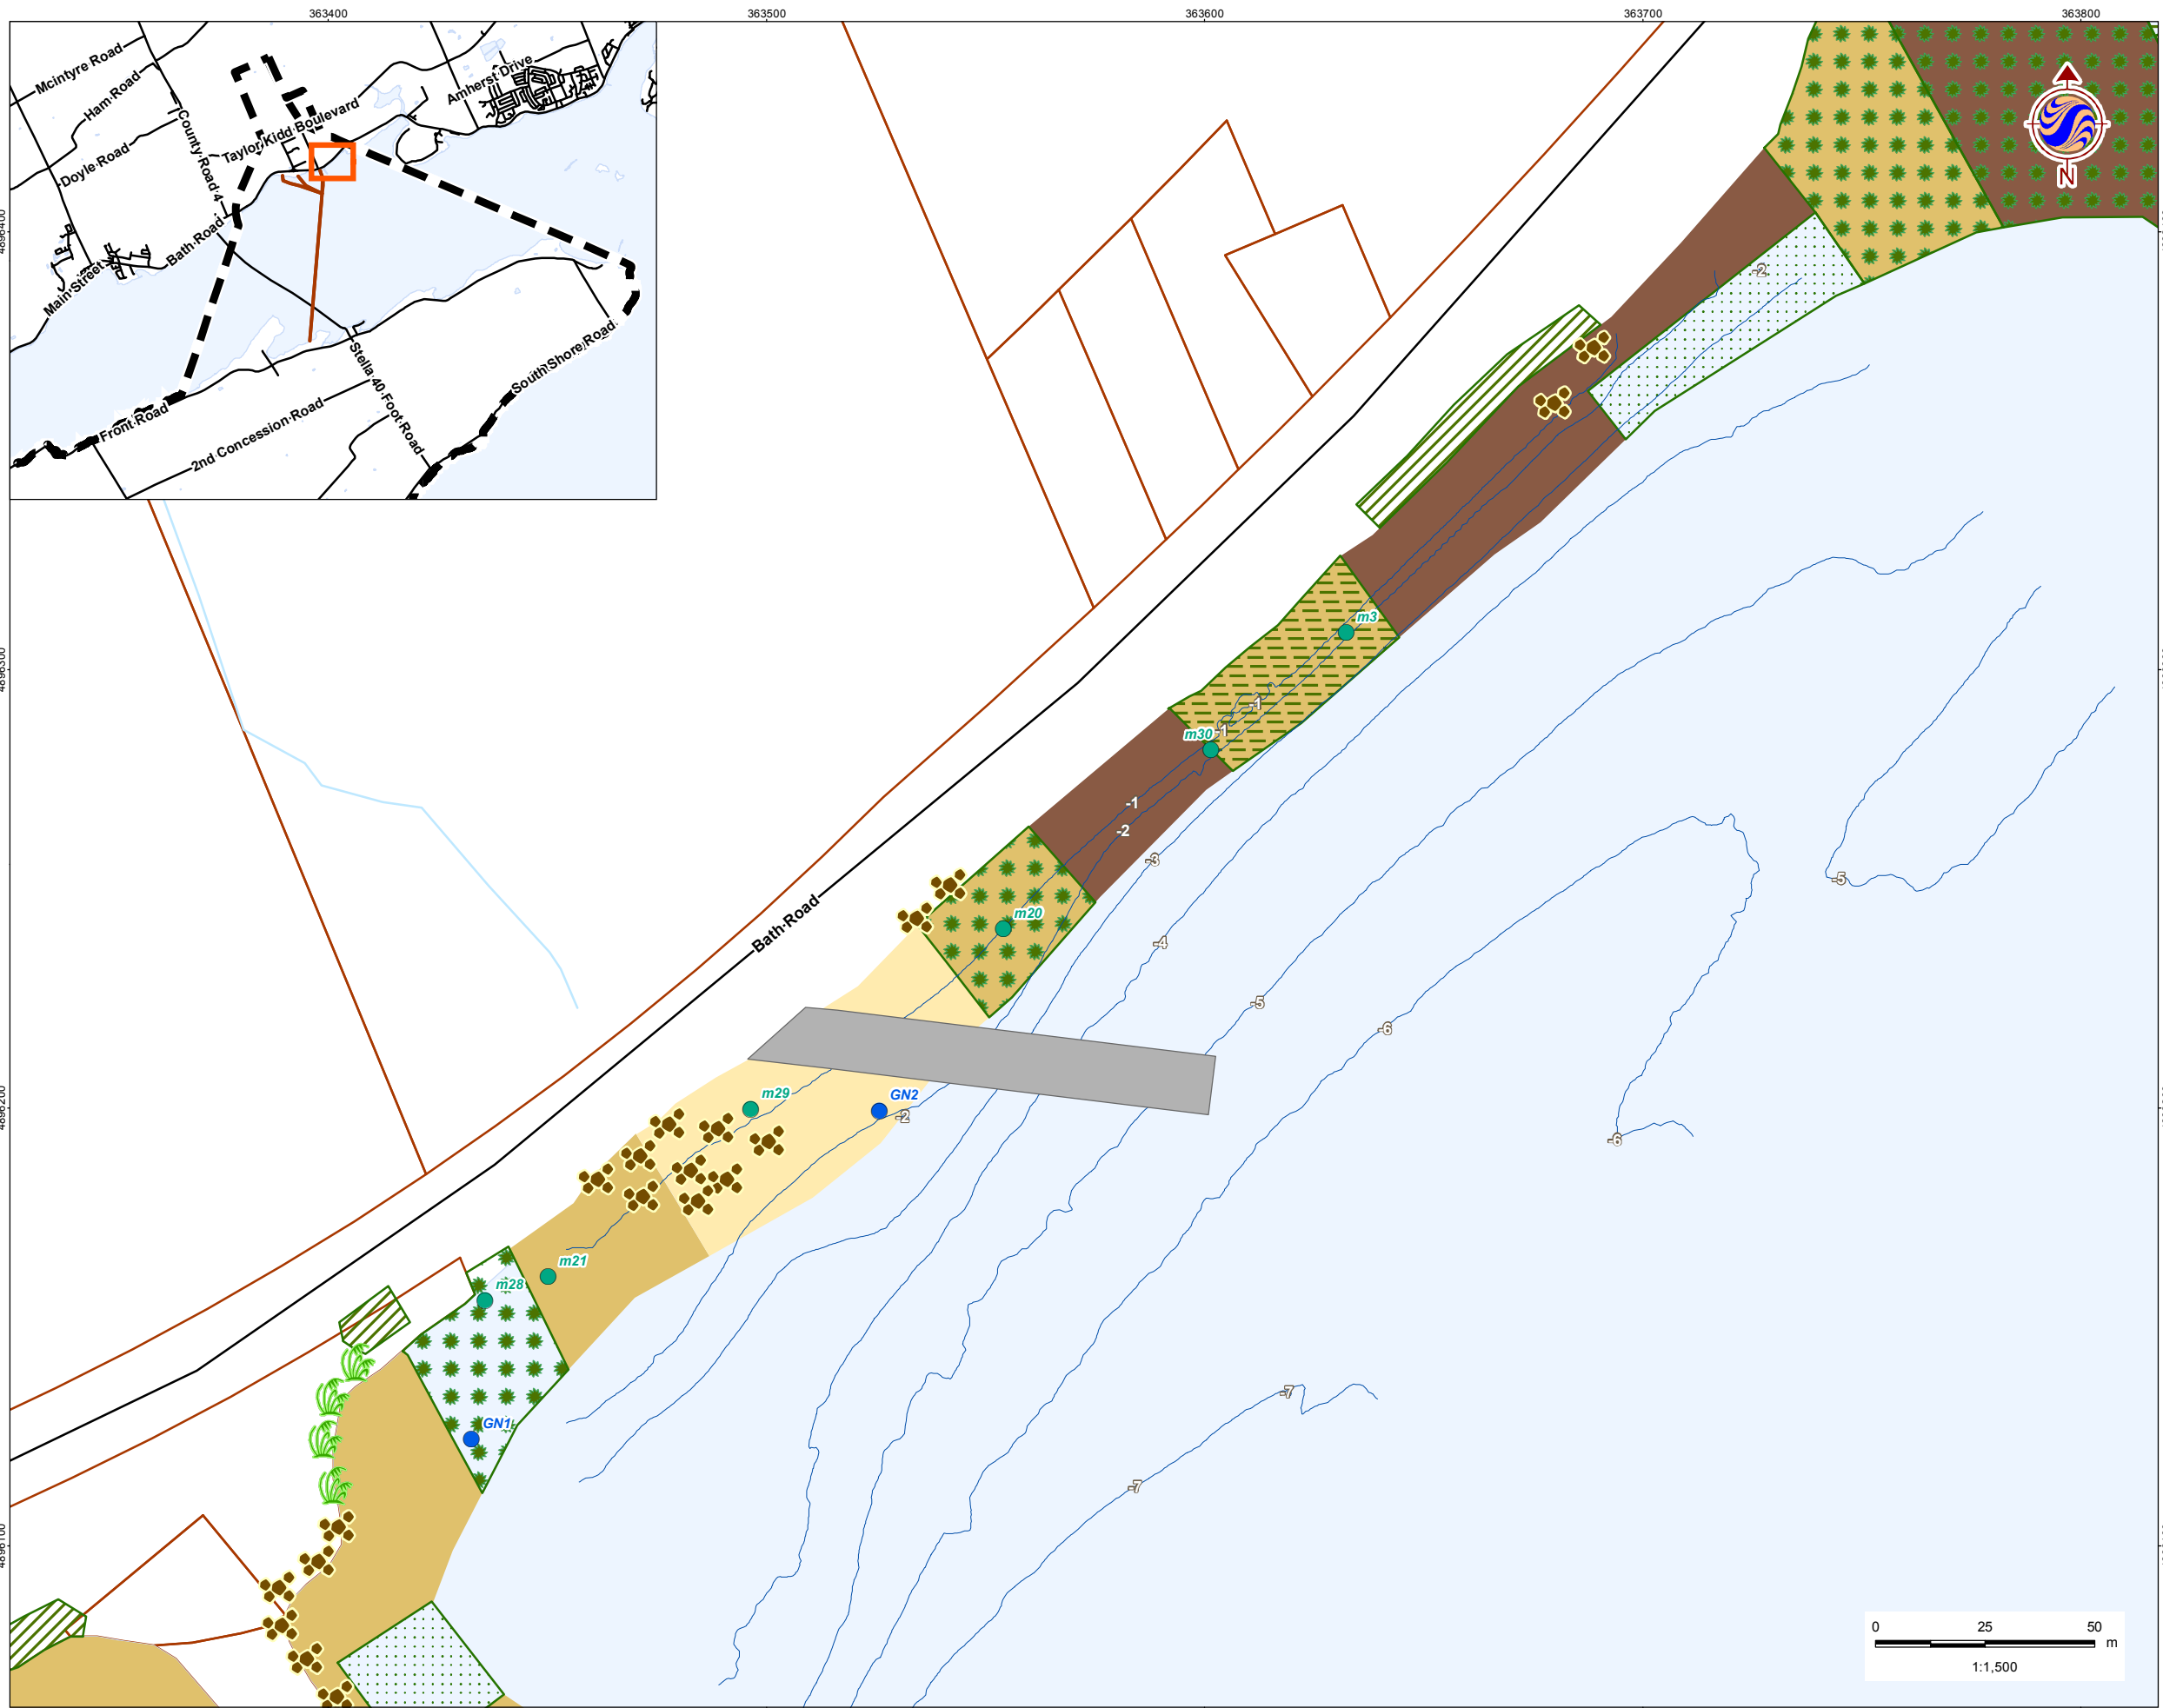 363400
363500
363600
363700
363800
Mcintyre Road
Ham Road
Doyle Road
County Road 4
Taylor Kidd Boulevard
Amherst Drive
Main Street
Bath Road
Front Road
2nd Concession Road
Stella 40 Foot Road
South Shore Road
N
-2
m3
-1
m30
-1
-1
-2
-3
-5
m20
-4
Bath Road
-5
-6
m29
GN2
-2
-6
m21
m28
-7
GN1
-7
0
25
50
m
1:1,500